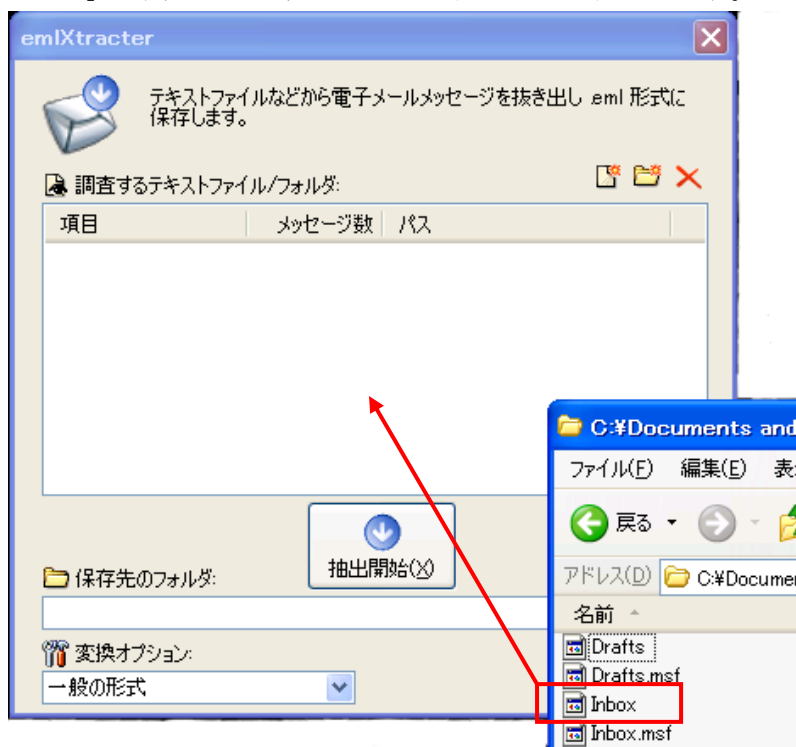 emlXtracter
テキストファイルなどから電子メールメッセージを抜き出し .eml 形式に
保存します。
調査するテキストファイル/フォルダ:
項目 メッセージ数 パス
抽出開始(X)
保存先のフォルダ:
変換オプション:
一般の形式
C:¥Documents and
ファイル(F) 編集(E)
戻る
アドレス(D) C:¥Documen
名前
Drafts
Drafts.msf
Inbox
Inbox.msf